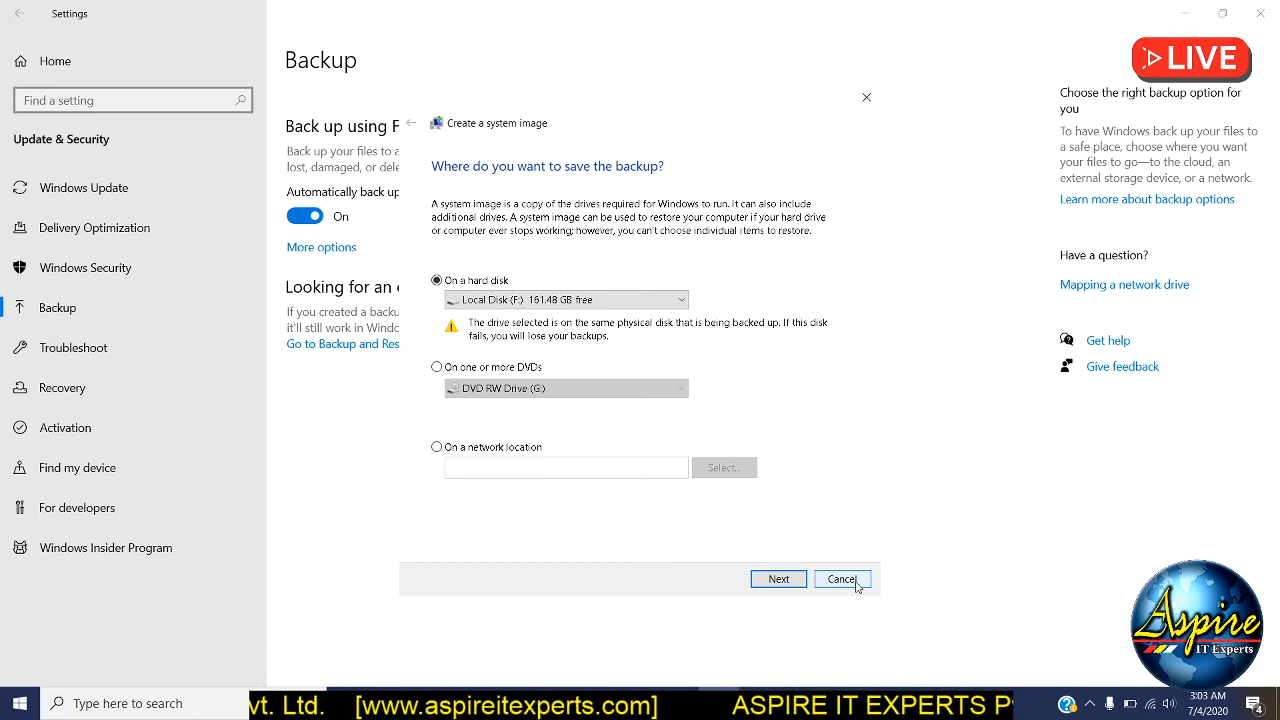 Settings
Home
Find a setting
Update & Security
Windows Update
Delivery Optimization
Windows Security
Backup
Troubleshoot
Recovery
Activation
Find my device
For developers
Windows Insider Program
Backup
Back up using F
Back up your files to a
lost, damaged, or dele
Automatically back up
On
More options
Looking for an
If you created a backu
it'll still work in Windo
Go to Backup and Res
Create a system image
Where do you want to save the backup?
A system image is a copy of the drives required for Windows to run. It can also include
additional drives. A system image can be used to restore your computer if your hard drive
or computer ever stops working; however, you can't choose individual items to restore.
On a hard disk
Local Disk (F:) 161.48 GB free
The drive selected is on the same physical disk that is being backed up. If this disk
fails, you will lose your backups.
On one or more DVDs
DVD RW Drive (G:)
On a network location
Select...
Next
Cancel
LIVE
Choose the right backup option for
you
To have Windows back up your files to
a safe place, choose where you want
your files to go—to the cloud, an
external storage device, or a network.
Learn more about backup options
Have a question?
Mapping a network drive
Get help
Give feedback
Aspire
IT Experts
Type here to search
vt. Ltd. [www.aspireitexperts.com] ASPIRE IT EXPERTS P
3:03 AM
7/4/2020